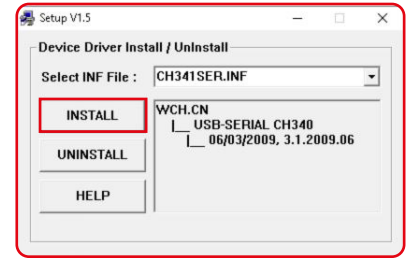 Setup V1.5
Device Driver Install / UnInstall
Select INF File :
CH341SER.INF
INSTALL
WCH.CN
|__ USB-SERIAL CH340
|__ 06/03/2009, 3.1.2009.06
UNINSTALL
HELP